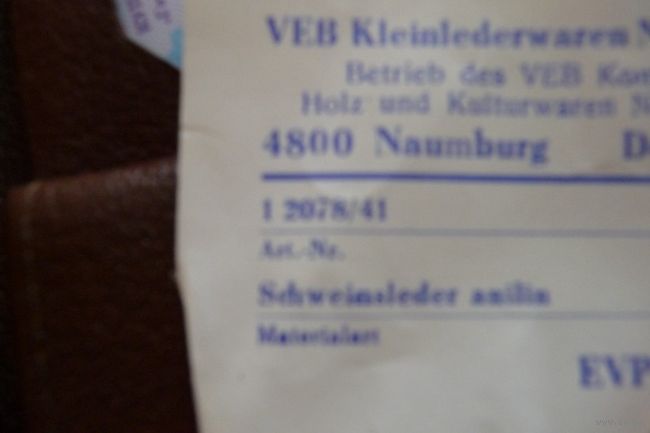 VEB Kleinlederwaren N
Betrieb des VEB Kom
Holz und Kulturwaren N
4800 Naumburg D
1 2078/41
Art.-Nr.
Schweinsleder anilin
Materialart
EVP